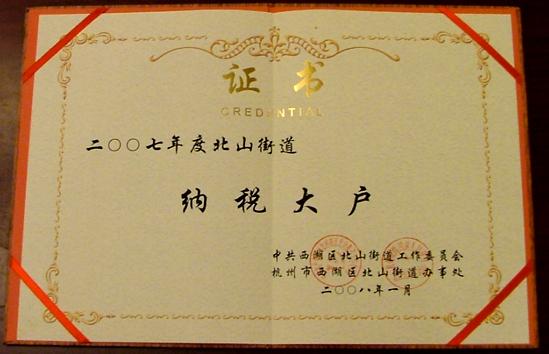 证书
CREDENTIAL
二〇〇七年度北山街道
纳税大户
中共西湖区北山街道工作委员会
杭州市西湖区北山街道办事处
二〇〇八年一月